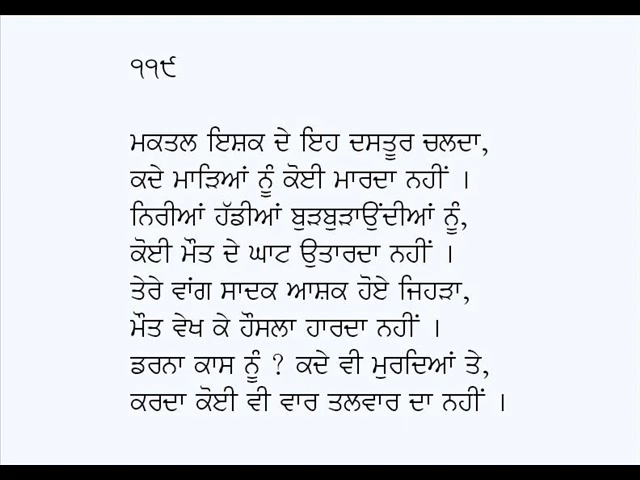 ੧੧੯
ਮਕਤਲ ਇਸ਼ਕ ਦੇ ਇਹ ਦਸਤੂਰ ਚਲਦਾ,
ਕਦੇ ਮਾੜਿਆਂ ਨੂੰ ਕੋਈ ਮਾਰਦਾ ਨਹੀਂ ।
ਨਿਰੀਆਂ ਹੱਡੀਆਂ ਬੁੜਬੁੜਾਉਂਦੀਆਂ ਨੂੰ,
ਕੋਈ ਮੌਤ ਦੇ ਘਾਟ ਉਤਾਰਦਾ ਨਹੀਂ ।
ਤੇਰੇ ਵਾਂਗ ਸਾਦਕ ਆਸ਼ਕ ਹੋਏ ਜਿਹੜਾ,
ਮੌਤ ਵੇਖ ਕੇ ਹੌਸਲਾ ਹਾਰਦਾ ਨਹੀਂ ।
ਡਰਨਾ ਕਾਸ ਨੂੰ ? ਕਦੇ ਵੀ ਮੁਰਦਿਆਂ ਤੇ,
ਕਰਦਾ ਕੋਈ ਵੀ ਵਾਰ ਤਲਵਾਰ ਦਾ ਨਹੀਂ ।